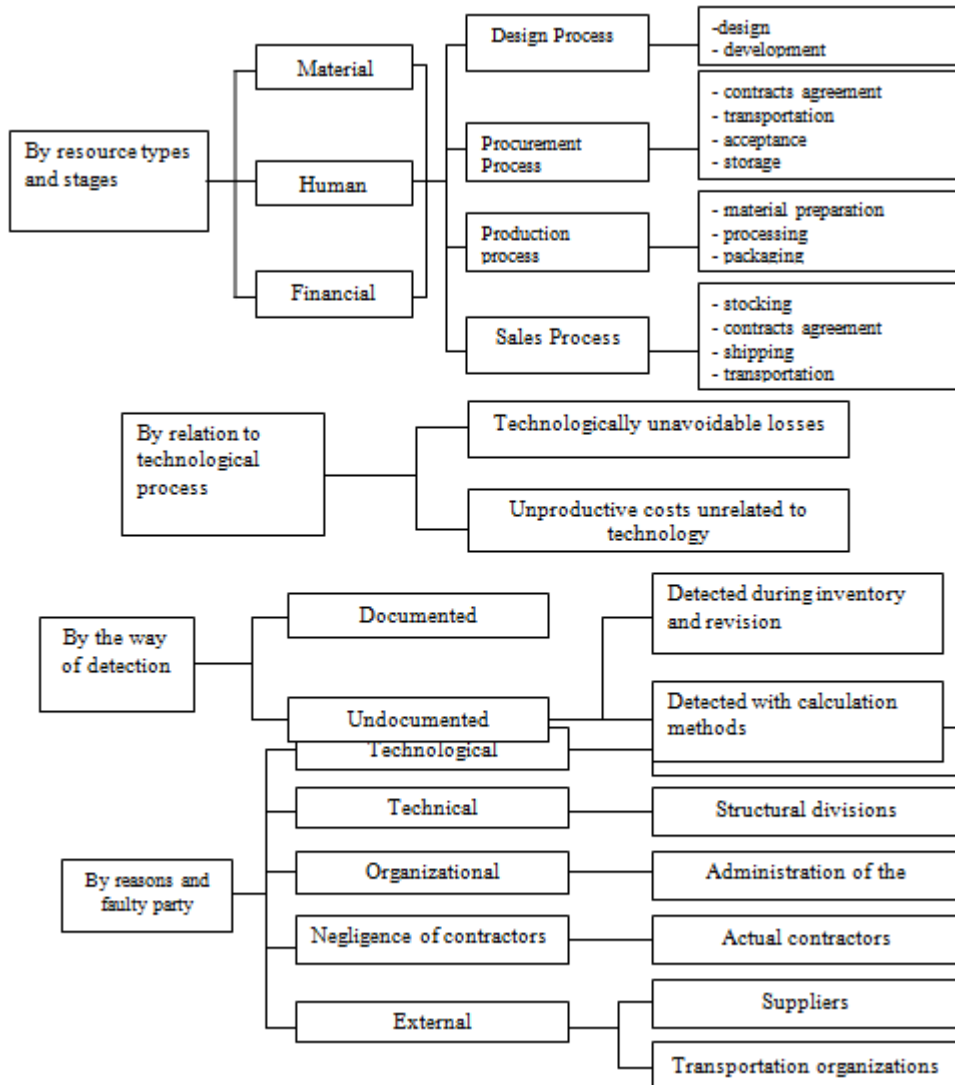 By resource types
and stages
Material
Human
Financial
Design Process
-design
- development
Procurement
Process
- contracts agreement
- transportation
- acceptance
- storage
Production
process
- material preparation
- processing
- packaging
Sales Process
- stocking
- contracts agreement
- shipping
- transportation
By relation to
technological
process
Technologically unavoidable losses
Unproductive costs unrelated to
technology
By the way
of detection
Documented
Undocumented
Detected during inventory
and revision
Detected with calculation
methods
By reasons and
faulty party
Technological
Technical
Structural divisions
Organizational
Administration of the
Negligence of contractors
Actual contractors
External
Suppliers
Transportation organizations